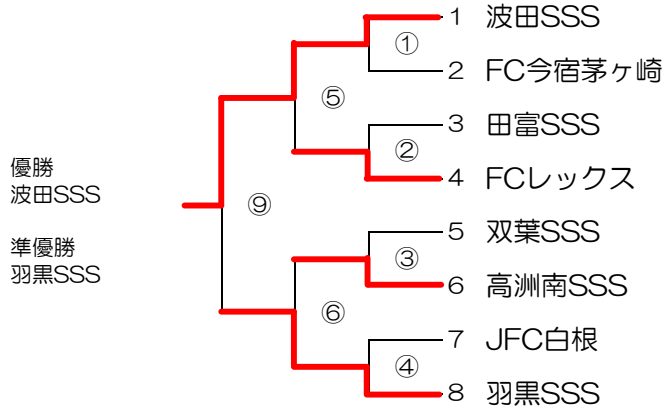 1 波田SSS
①
2 FC今宿茅ヶ崎
⑤
3 田富SSS
②
4 FCレックス
優勝
波田SSS
⑨
準優勝
羽黒SSS
5 双葉SSS
③
6 高洲南SSS
⑥
7 JFC白根
④
8 羽黒SSS